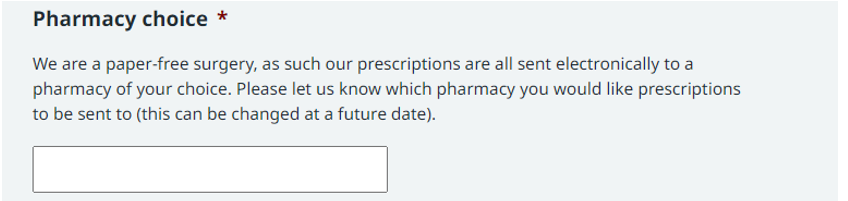 Pharmacy choice *
We are a paper-free surgery, as such our prescriptions are all sent electronically to a
pharmacy of your choice. Please let us know which pharmacy you would like prescriptions
to be sent to (this can be changed at a future date).